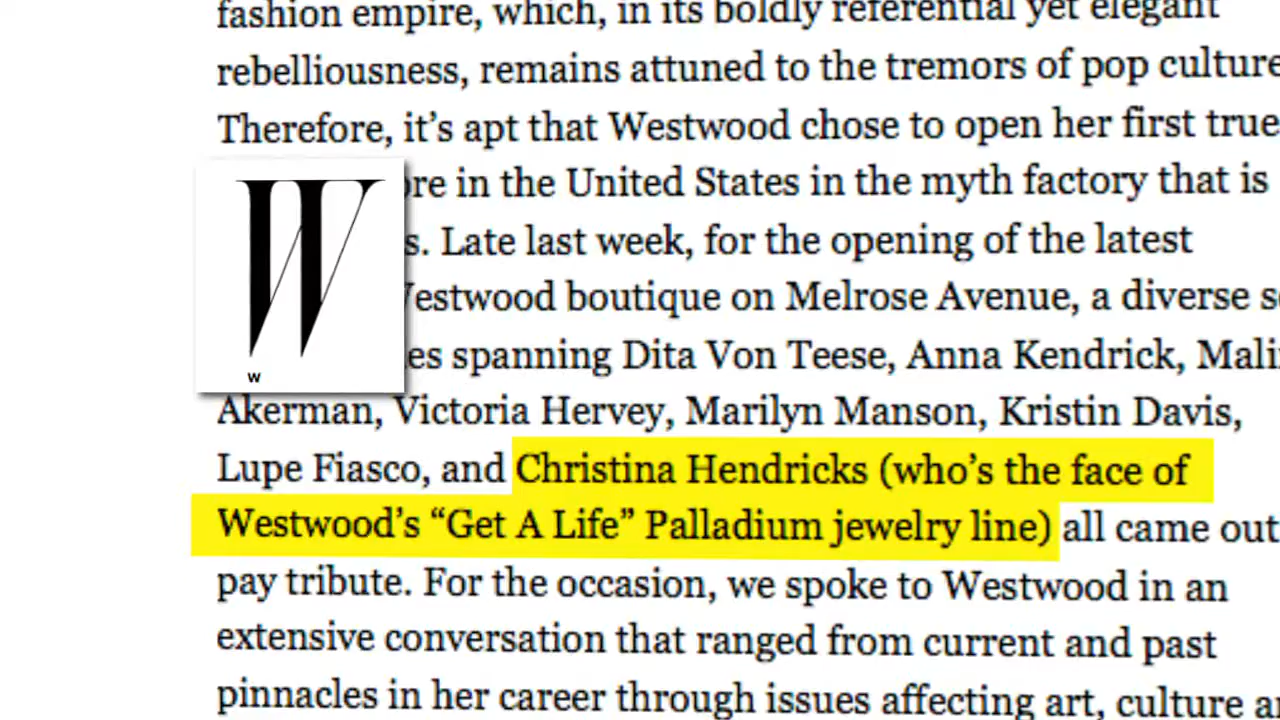 fashion empire, which, in its boldly referential yet elegant
rebelliousness, remains attuned to the tremors of pop culture
Therefore, it’s apt that Westwood chose to open her first true
ore in the United States in the myth factory that is
s. Late last week, for the opening of the latest
Westwood boutique on Melrose Avenue, a diverse
es spanning Dita Von Teese, Anna Kendrick,
Akerman, Victoria Hervey, Marilyn Manson, Kristin Davis,
Lupe Fiasco, and Christina Hendricks (who’s the face of
Westwood’s “Get A Life” Palladium jewelry line) all came out
pay tribute. For the occasion, we spoke to Westwood in an
extensive conversation that ranged from current and past
pinnacles in her career through issues affecting art, culture
W
w